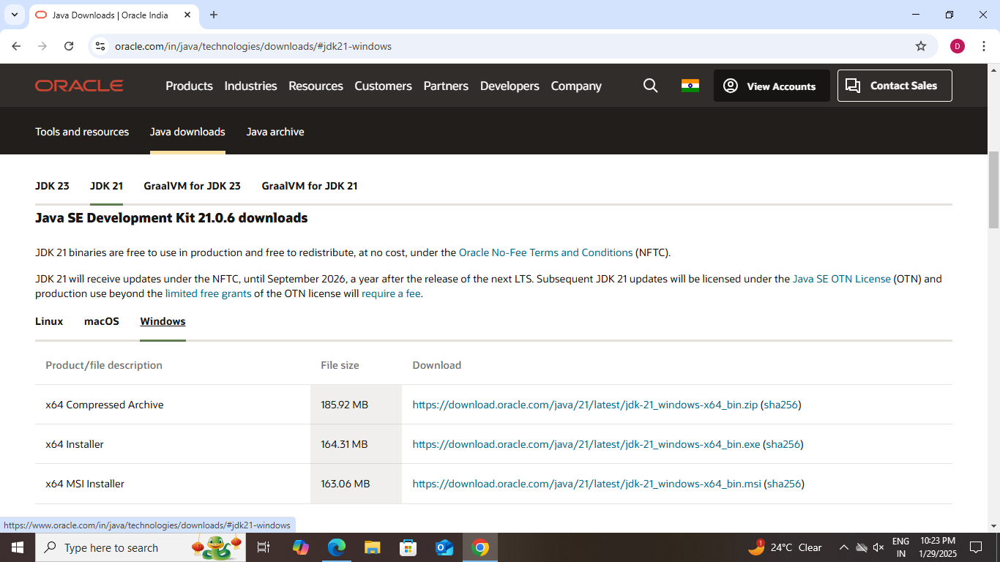 Java Downloads | Oracle India
oracle.com/in/java/technologies/downloads/#jdk21-windows
D
ORACLE
Products Industries Resources Customers Partners Developers Company
View Accounts
Contact Sales
Tools and resources Java downloads Java archive
JDK 23 JDK 21 GraalVM for JDK 23 GraalVM for JDK 21
Java SE Development Kit 21.0.6 downloads
JDK 21 binaries are free to use in production and free to redistribute, at no cost, under the Oracle No-Fee Terms and Conditions (NFTC).
JDK 21 will receive updates under the NFTC, until September 2026, a year after the release of the next LTS. Subsequent JDK 21 updates will be licensed under the Java SE OTN License (OTN) and
production use beyond the limited free grants of the OTN license will require a fee.
Linux macOS Windows
Product/file description File size Download
x64 Compressed Archive 185.92 MB https://download.oracle.com/java/21/latest/jdk-21_windows-x64_bin.zip (sha256)
x64 Installer 164.31 MB https://download.oracle.com/java/21/latest/jdk-21_windows-x64_bin.exe (sha256)
x64 MSI Installer 163.06 MB https://download.oracle.com/java/21/latest/jdk-21_windows-x64_bin.msi (sha256)
https://www.oracle.com/in/java/technologies/downloads/#jdk21-windows
Type here to search
1
24°C Clear
ENG
IN
10:23 PM
1/29/2025